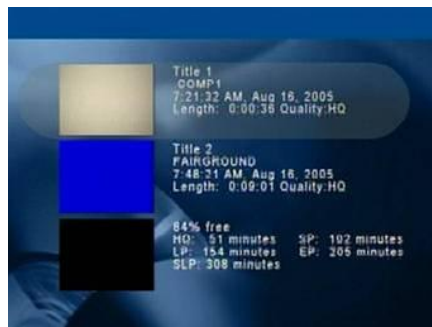 Title 1
COMP1
7:21:32 AM, Aug 16, 2005
Length: 0:00:36 Quality:HQ
Title 2
FAIRGROUND
7:48:21 AM, Aug 16, 2005
Length: 0:09:01 Quality:HQ
84% free
HQ: 51 minutes SP: 102 minutes
LP: 154 minutes EP: 205 minutes
SLP: 308 minutes